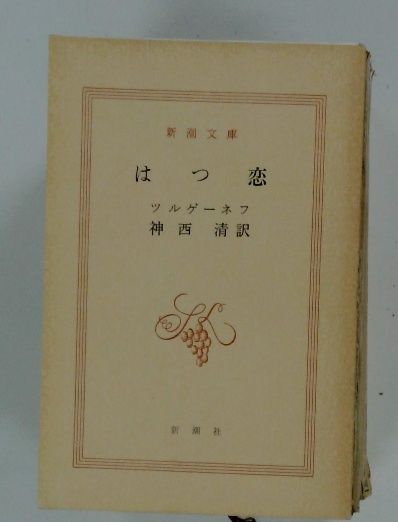 新潮文庫
はつ恋
ツルゲーネフ
神西清訳
新潮社